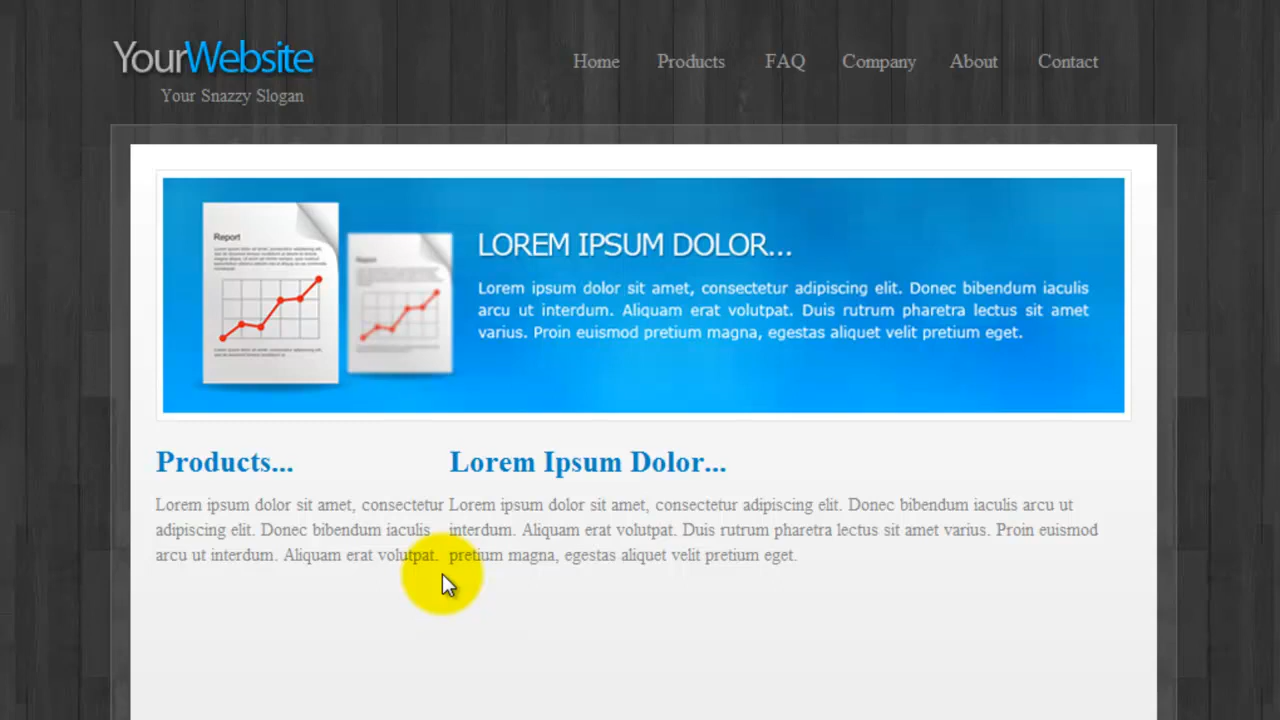 YourWebsite
Your Snazzy Slogan
Home Products FAQ Company About Contact
Report
Report
LOREM IPSUM DOLOR...
Lorem ipsum dolor sit amet, consectetur adipiscing elit. Donec bibendum iaculis
arcu ut interdum. Aliquam erat volutpat. Duis rutrum pharetra lectus sit amet
varius. Proin euismod pretium magna, egestas aliquet velit pretium eget.
Products...
Lorem ipsum dolor sit amet, consectetur
adipiscing elit. Donec bibendum iaculis
arcu ut interdum. Aliquam erat volutpat.
Lorem Ipsum Dolor...
Lorem ipsum dolor sit amet, consectetur adipiscing elit. Donec bibendum iaculis arcu ut
interdum. Aliquam erat volutpat. Duis rutrum pharetra lectus sit amet varius. Proin euismod
pretium magna, egestas aliquet velit pretium eget.